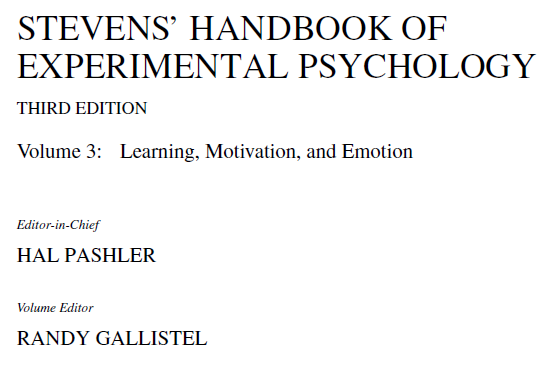 STEVENS’ HANDBOOK OF
EXPERIMENTAL PSYCHOLOGY
THIRD EDITION
Volume 3: Learning, Motivation, and Emotion
Editor-in-Chief
HAL PASHLER
Volume Editor
RANDY GALLISTEL